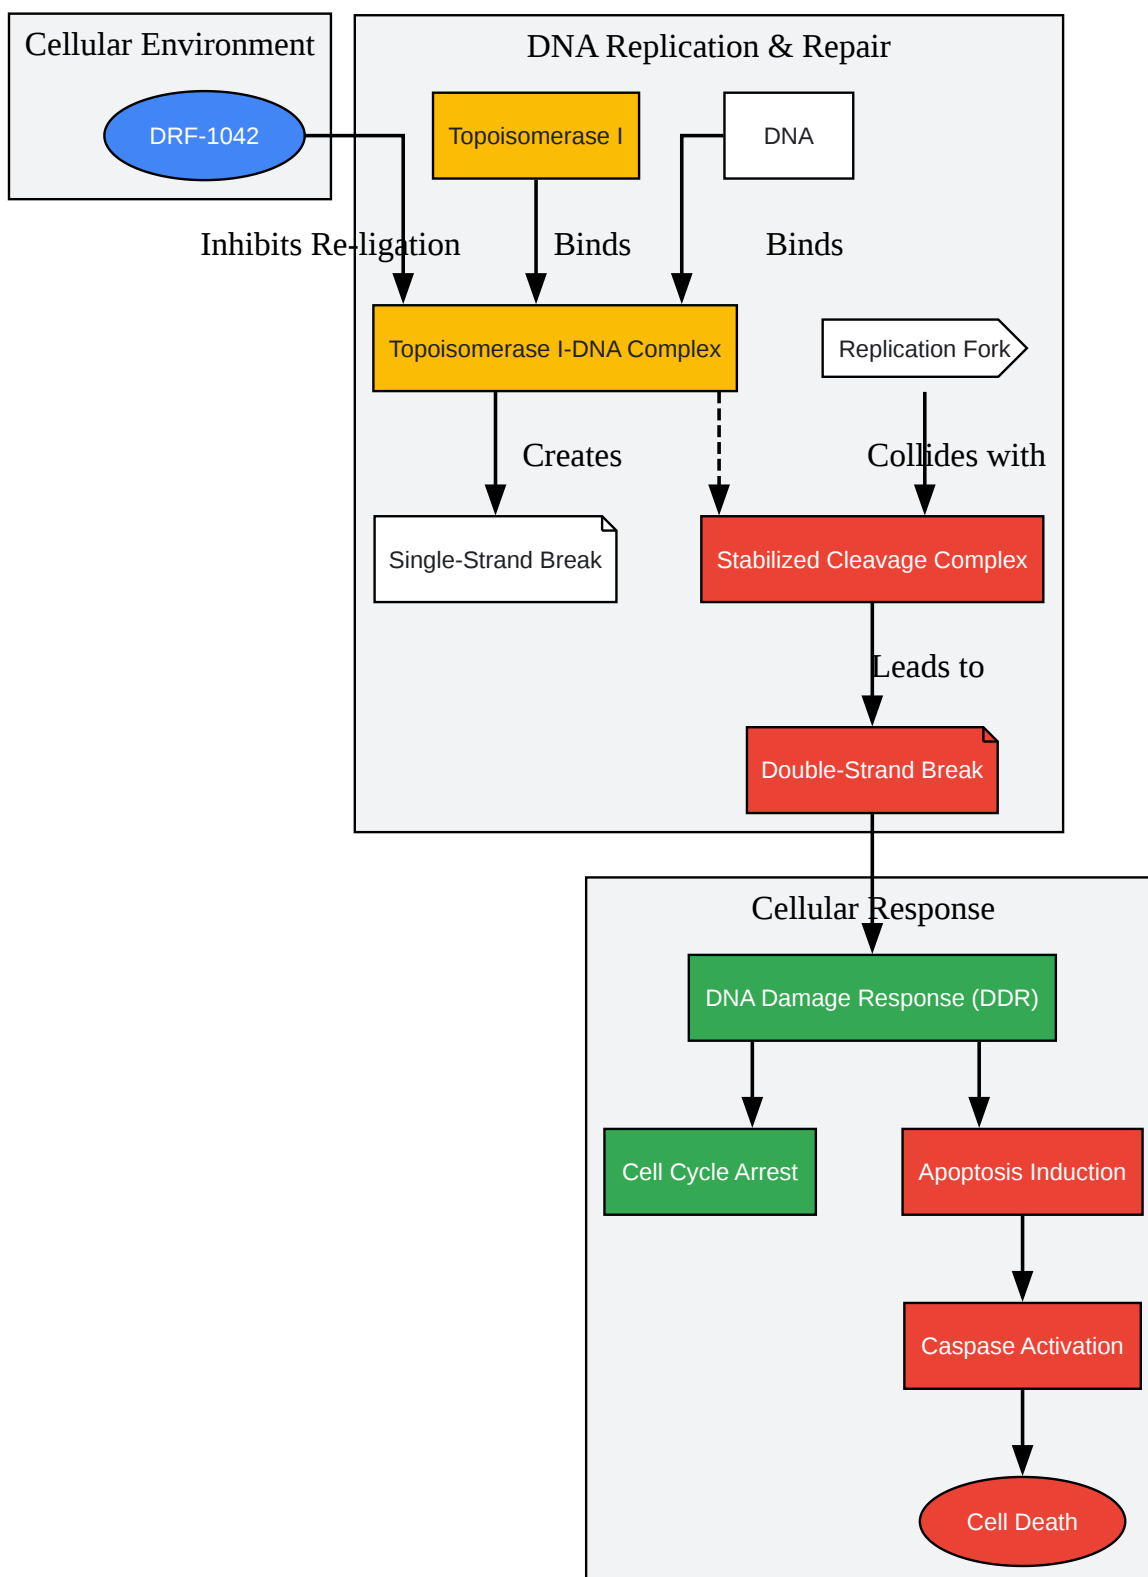 Cellular Environment
DNA Replication & Repair
DRF-1042
Topoisomerase I
DNA
Inhibits Re-ligation
Binds
Binds
Topoisomerase I-DNA Complex
Replication Fork
Creates
Collides with
Single-Strand Break
Stabilized Cleavage Complex
Leads to
Double-Strand Break
Cellular Response
DNA Damage Response (DDR)
Cell Cycle Arrest
Apoptosis Induction
Caspase Activation
Cell Death